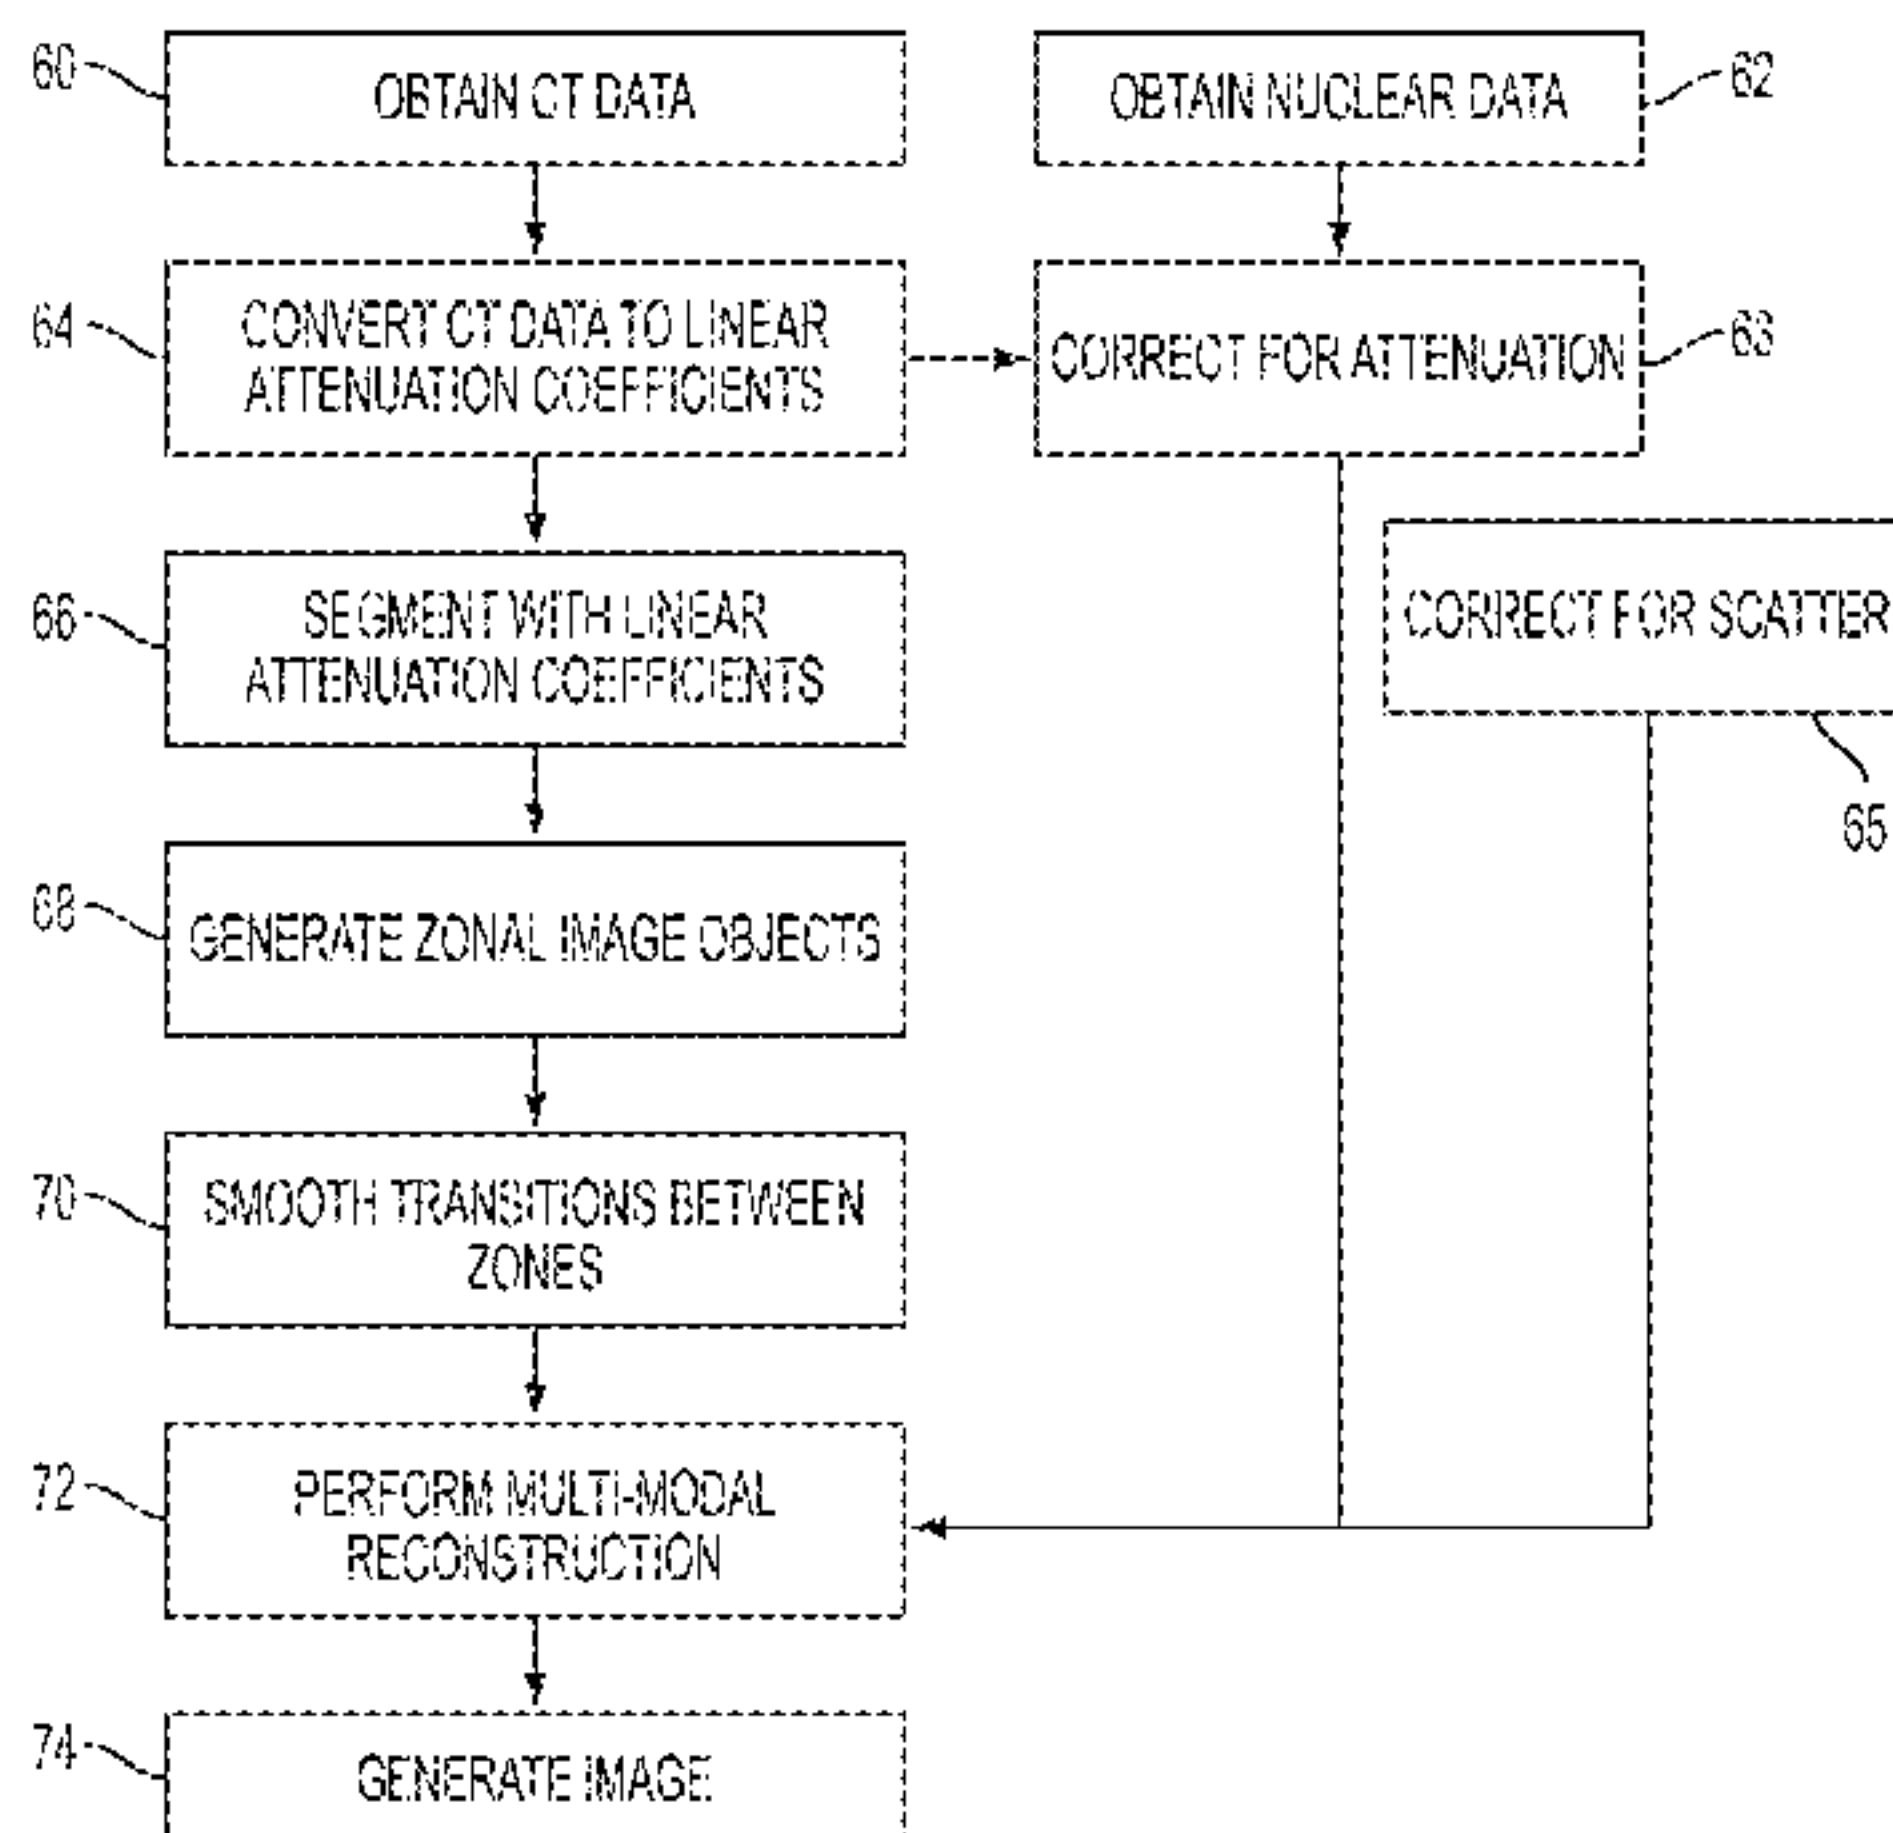 60
OBTAIN CT DATA
OBTAIN NUCLEAR DATA
62
64
CONVERT CT DATA TO LINEAR
ATTENUATION COEFFICIENTS
CORRECT FOR ATTENUATION
63
66
SEGMENT WITH LINEAR
ATTENUATION COEFFICIENTS
CORRECT FOR SCATTER
65
68
GENERATE ZONAL IMAGE OBJECTS
70
SMOOTH TRANSITIONS BETWEEN
ZONES
72
PERFORM MULTI-MODAL
RECONSTRUCTION
74
GENERATE IMAGE